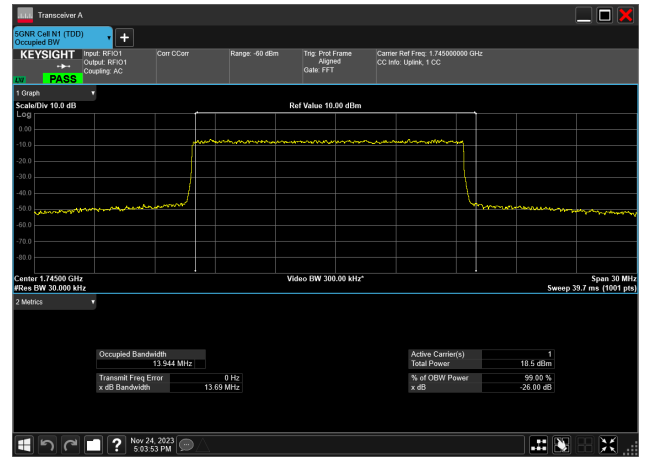 Transceiver A
5GNR Cell N1 (TDD)
Occupied BW
KEYSIGHT
LXI
PASS
Input: RFIO1
Output: RFIO1
Coupling: AC
Corr CCorr
Range: -60 dBm
Trig: Prot Frame
Aligned
Gate: FFT
Carrier Ref Freq: 1.745000000 GHz
CC Info: Uplink, 1 CC
1 Graph
Scale/Div 10.0 dB
Ref Value 10.00 dBm
Log
0.00
-10.0
-20.0
-30.0
-40.0
-50.0
-60.0
-70.0
-80.0
Center 1.74500 GHz
Video BW 300.00 kHz*
Span 30 MHz
#Res BW 30.000 kHz
Sweep 39.7 ms (1001 pts)
2 Metrics
Occupied Bandwidth
13.944 MHz
Transmit Freq Error 0 Hz
x dB Bandwidth 13.69 MHz
Active Carrier(s) 1
Total Power 18.5 dBm
% of OBW Power 99.00 %
x dB -26.00 dB
Nov 24, 2023
5:03:53 PM